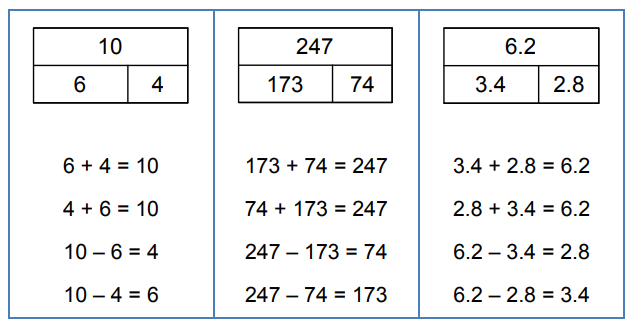 10
6 4
6 + 4 = 10
4 + 6 = 10
10 – 6 = 4
10 – 4 = 6
247
173 74
173 + 74 = 247
74 + 173 = 247
247 – 173 = 74
247 – 74 = 173
6.2
3.4 2.8
3.4 + 2.8 = 6.2
2.8 + 3.4 = 6.2
6.2 – 3.4 = 2.8
6.2 – 2.8 = 3.4